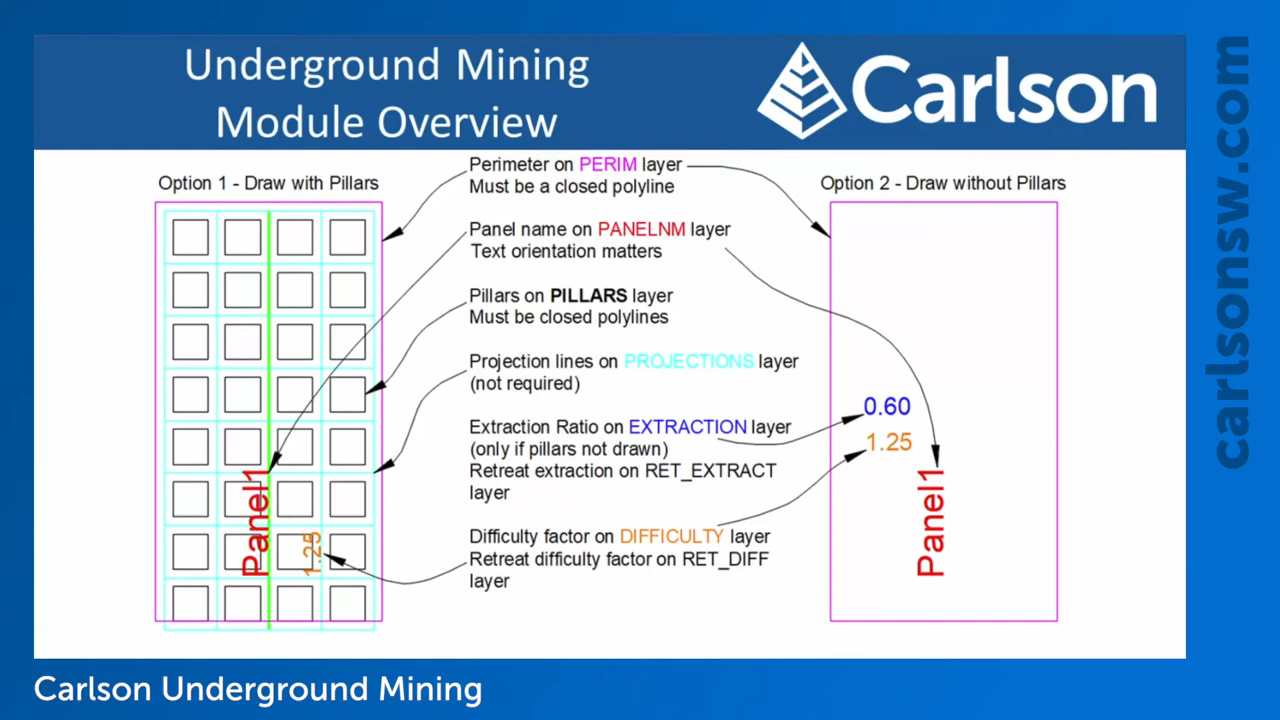 Underground Mining
Module Overview
Carlson
carlsonsw.com
Option 1 - Draw with Pillars
Perimeter on PERIM layer
Must be a closed polyline
Option 2 - Draw without Pillars
Panel name on PANELNM layer
Text orientation matters
Pillars on PILLARS layer
Must be closed polylines
Projection lines on PROJECTIONS layer
(not required)
Extraction Ratio on EXTRACTION layer
(only if pillars not drawn)
Retreat extraction on RET_EXTRACT
layer
Difficulty factor on DIFFICULTY layer
Retreat difficulty factor on RET_DIFF
layer
Panel1
1.25
0.60
1.25
Panel1
Carlson Underground Mining